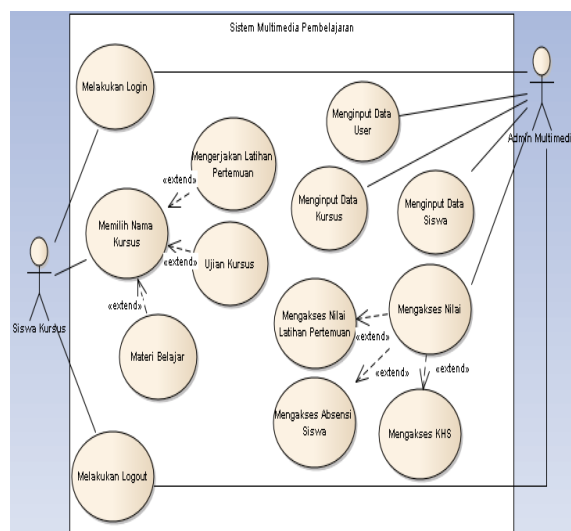 Sistem Multimedia Pembelajaran
Melakukan Login
Menginput Data
User
Admin Multimedi
Mengerjakan Latihan
Pertemuan
«extend»
Memilih Nama
Kursus
Menginput Data
Kursus
Menginput Data
Siswa
Ujian Kursus
«extend»
«extend»
Siswa Kursus
Materi Belajar
Mengakses Nilai
Latihan Pertemuan
Mengakses Nilai
«extend»
«extend»
«extend»
Mengakses Absensi
Siswa
Mengakses KHS
Melakukan Logout